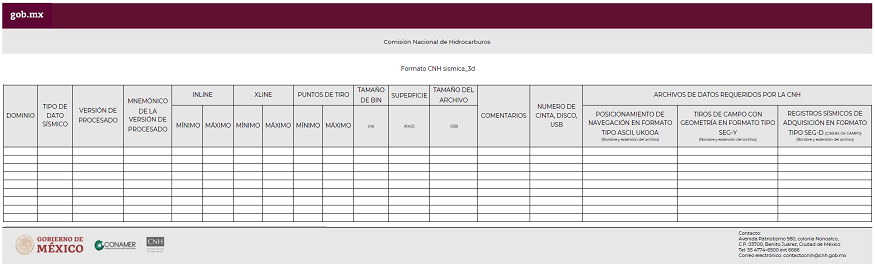 gob.mx
Comisión Nacional de Hidrocarburos
Formato CNH sismica_3d
DOMINIO
TIPO DE
DATO
SÍSMICO
VERSIÓN DE
PROCESADO
MNEMÓNICO
DE LA
VERSIÓN DE
PROCESADO
INLINE
MÍNIMO MÁXIMO
XLINE
MÍNIMO MÁXIMO
PUNTOS DE TIRO
MÍNIMO MÁXIMO
TAMAÑO
DE BIN
SUPERFICIE
(Km2)
TAMAÑO DEL
ARCHIVO
(GB)
COMENTARIOS
NUMERO DE
CINTA, DISCO,
USB
ARCHIVOS DE DATOS REQUERIDOS POR LA CNH
POSICIONAMIENTO DE
NAVEGACIÓN EN FORMATO
TIPO ASCII, UKOOA
(Nombre y extensión del archivo)
TIROS DE CAMPO CON
GEOMETRÍA EN FORMATO TIPO
SEG-Y
(Nombre y extensión del archivo)
REGISTROS SÍSMICOS DE
ADQUISICIÓN EN FORMATO
TIPO SEG-D (CINTAS DE CAMPO)
(Nombre y extensión del archivo)
GOBIERNO DE
MÉXICO
CONAMER
CNH
Contacto:
Avenida Patriotismo 580, colonia Nonoalco,
C.P. 03700, Benito Juárez, Ciudad de México
Tel: 55 4774-6500 ext 6666
Correo electrónico: contactocnih@cnh.gob.mx